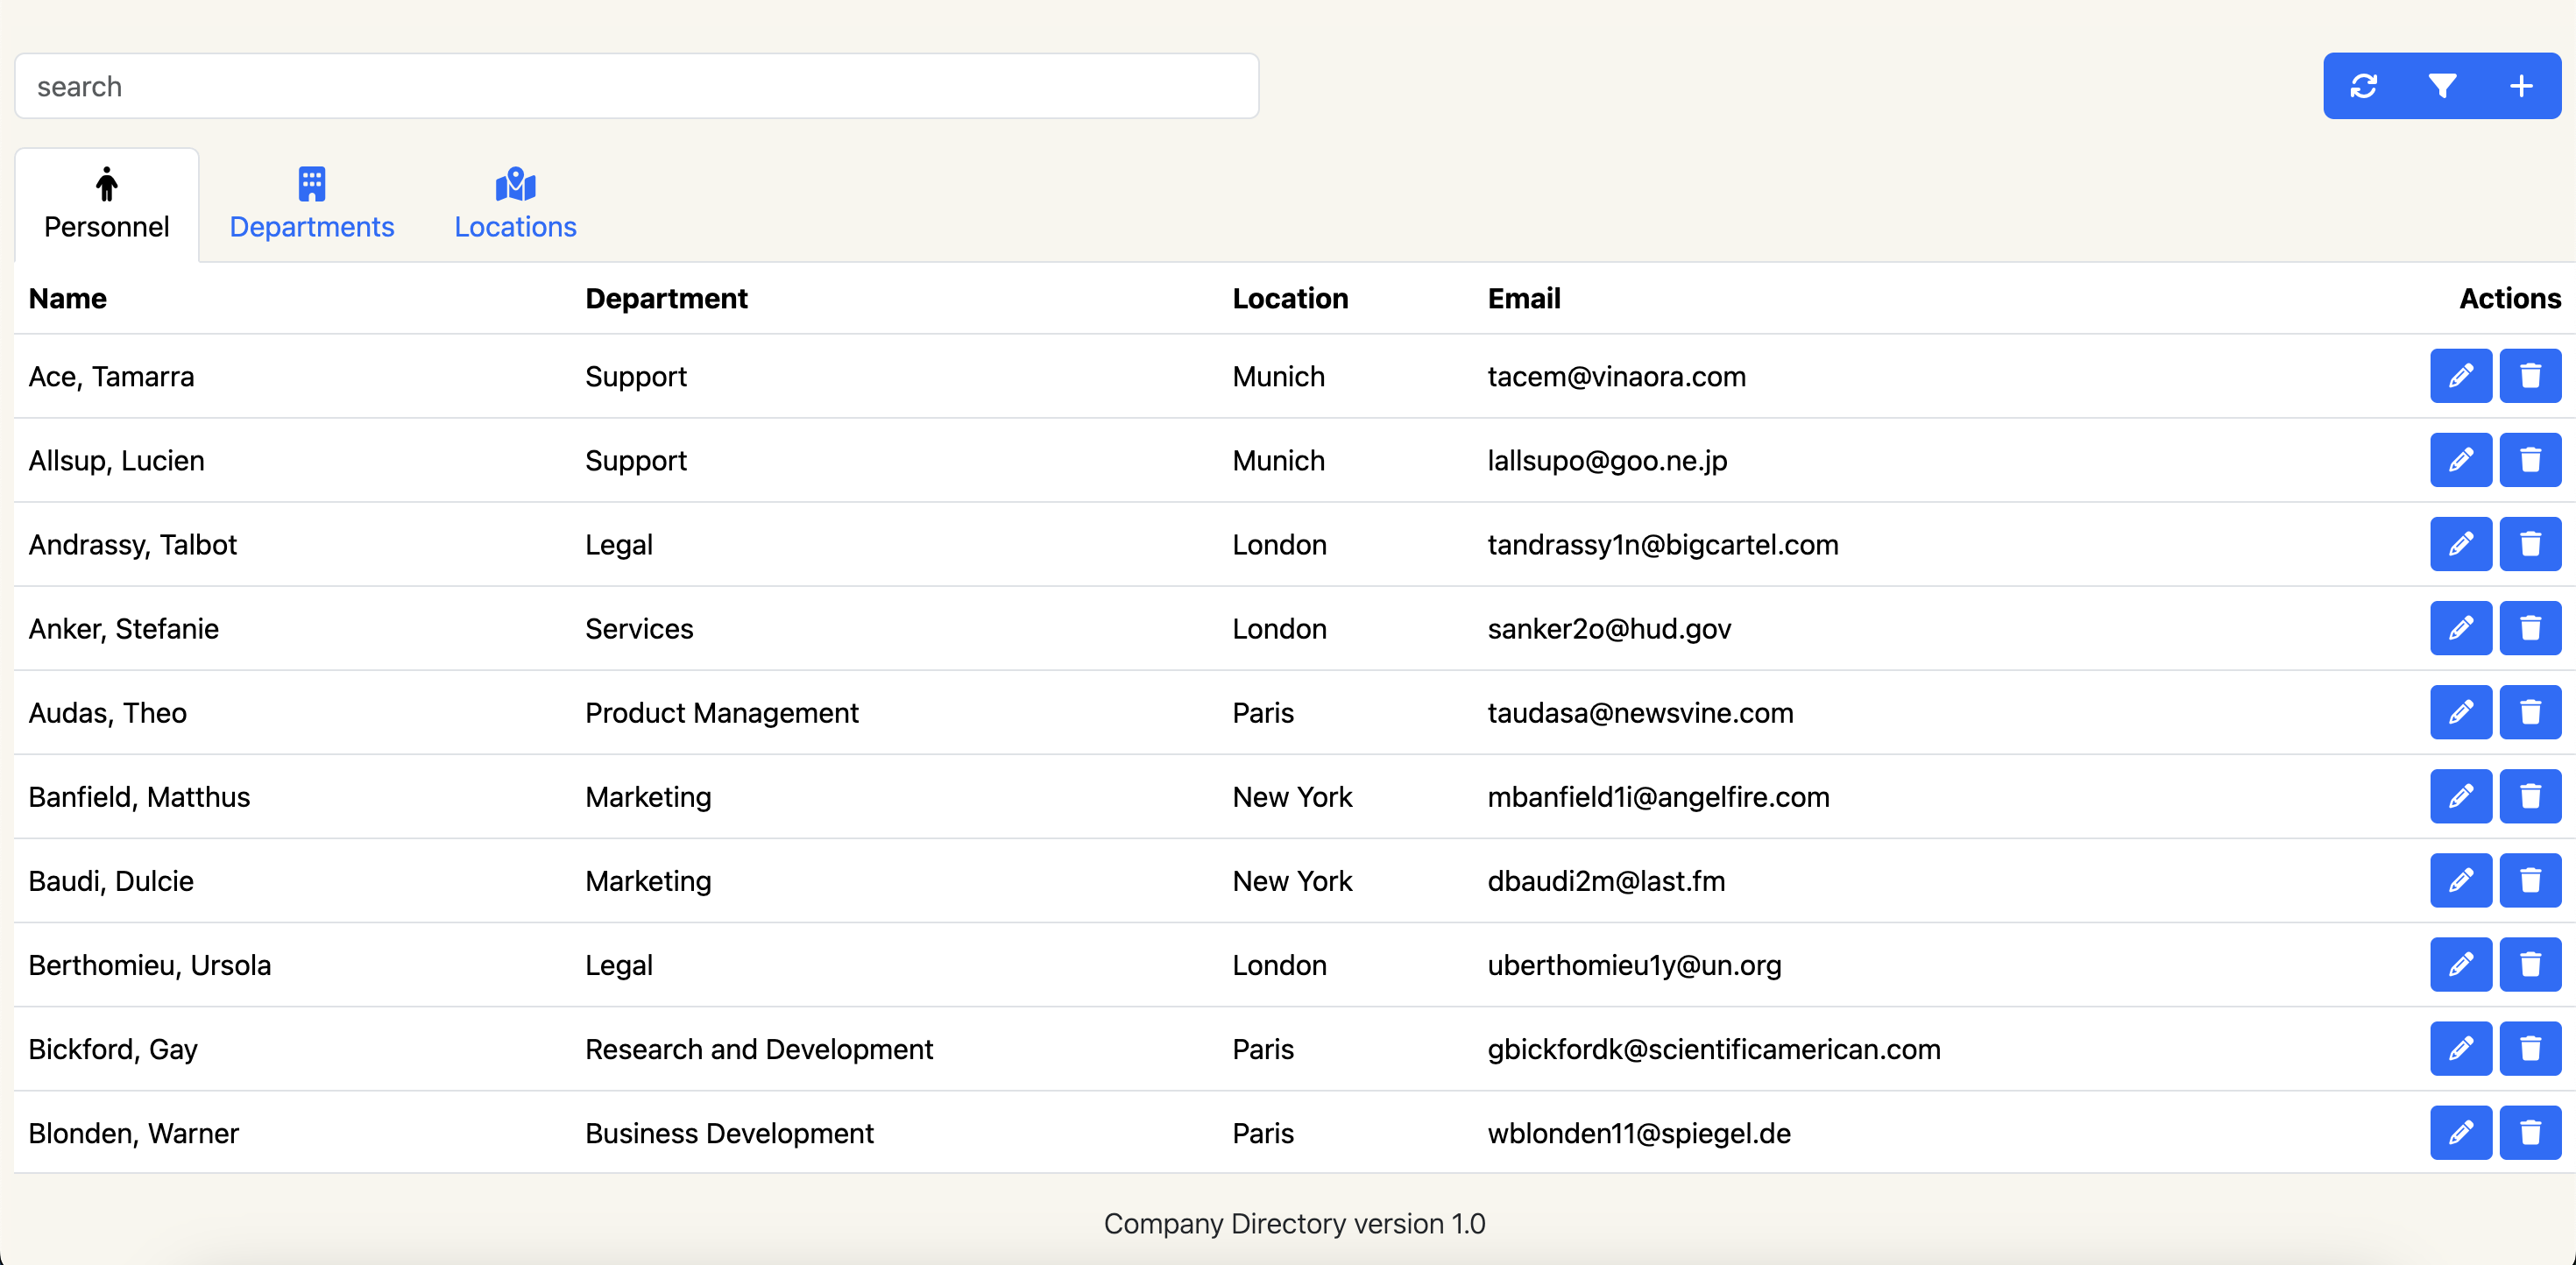 search
Personnel Departments Locations
Name Department Location Email Actions
Ace, Tamarra Support Munich tacem@vinaora.com
Allsup, Lucien Support Munich lallsupo@goo.ne.jp
Andrassy, Talbot Legal London tandrassy1n@bigcartel.com
Anker, Stefanie Services London sanker2o@hud.gov
Audas, Theo Product Management Paris taudasa@newsvine.com
Banfield, Matthus Marketing New York mbanfield1i@angelfire.com
Baudi, Dulcie Marketing New York dbaudi2m@last.fm
Berthomieu, Ursola Legal London uberthomieu1y@un.org
Bickford, Gay Research and Development Paris gbickfordk@scientificamerican.com
Blonden, Warner Business Development Paris wblonden11@spiegel.de
Company Directory version 1.0